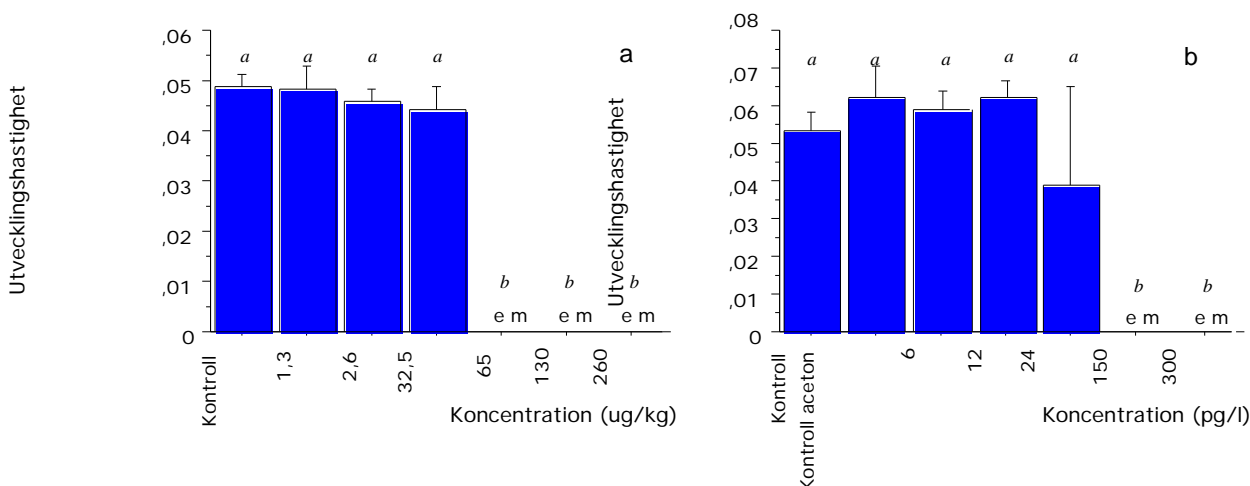 Utvecklingshastighet
,06
,05
,04
,03
,02
,01
0
a a a a
b b b
e m e m e m
a
Kontroll
1,3
2,6
32,5
65
130
260
Koncentration (ug/kg)
Utvecklingshastighet
,08
,07
,06
,05
,04
,03
,02
,01
0
a a a a a
b b
e m e m
b
Kontroll
Kontroll aceton
6
12
24
150
300
Koncentration (pg/l)